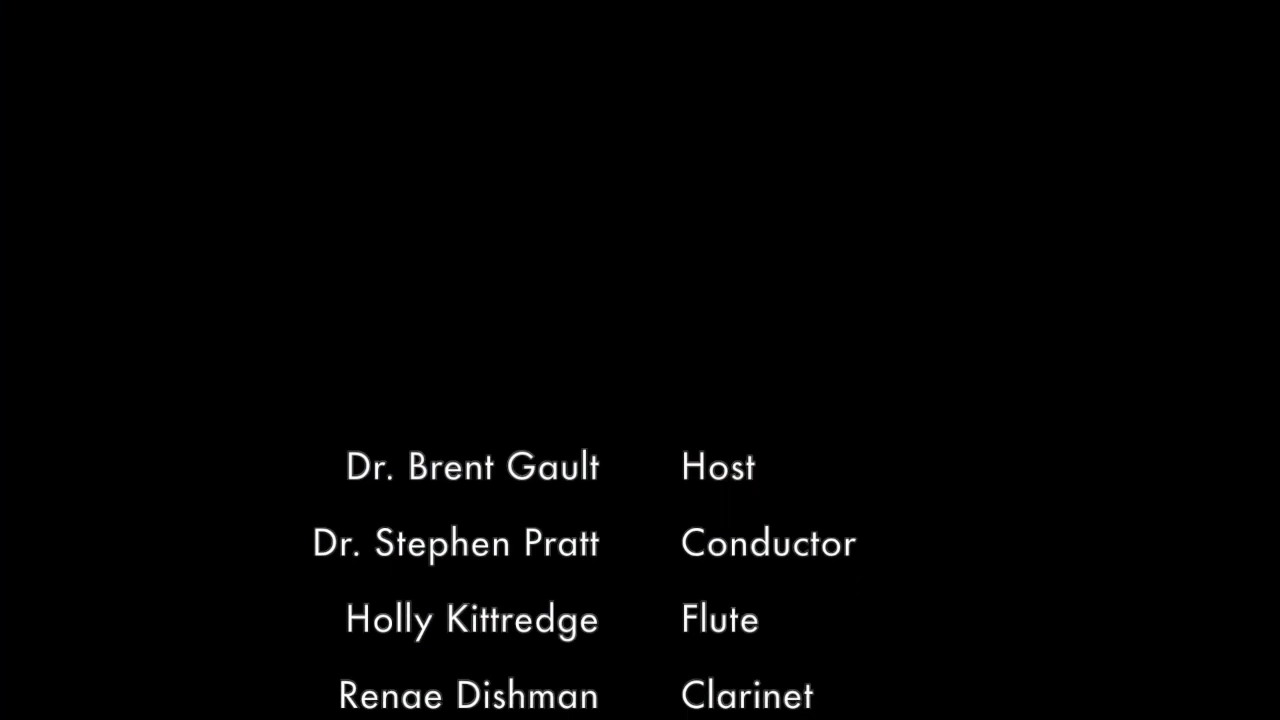 Dr. Brent Gault Host
Dr. Stephen Pratt Conductor
Holly Kittredge Flute
Renae Dishman Clarinet